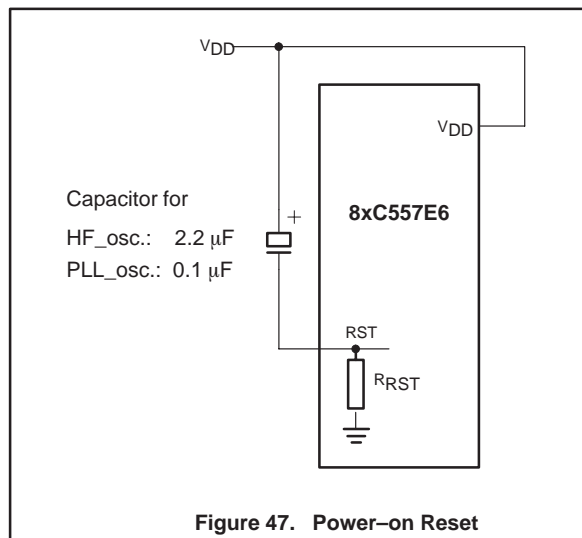 VDD
VDD
8xC557E6
Capacitor for
+
HF_osc.: 2.2 μF
PLL_osc.: 0.1 μF
RST
RRST
Figure 47. Power–on Reset